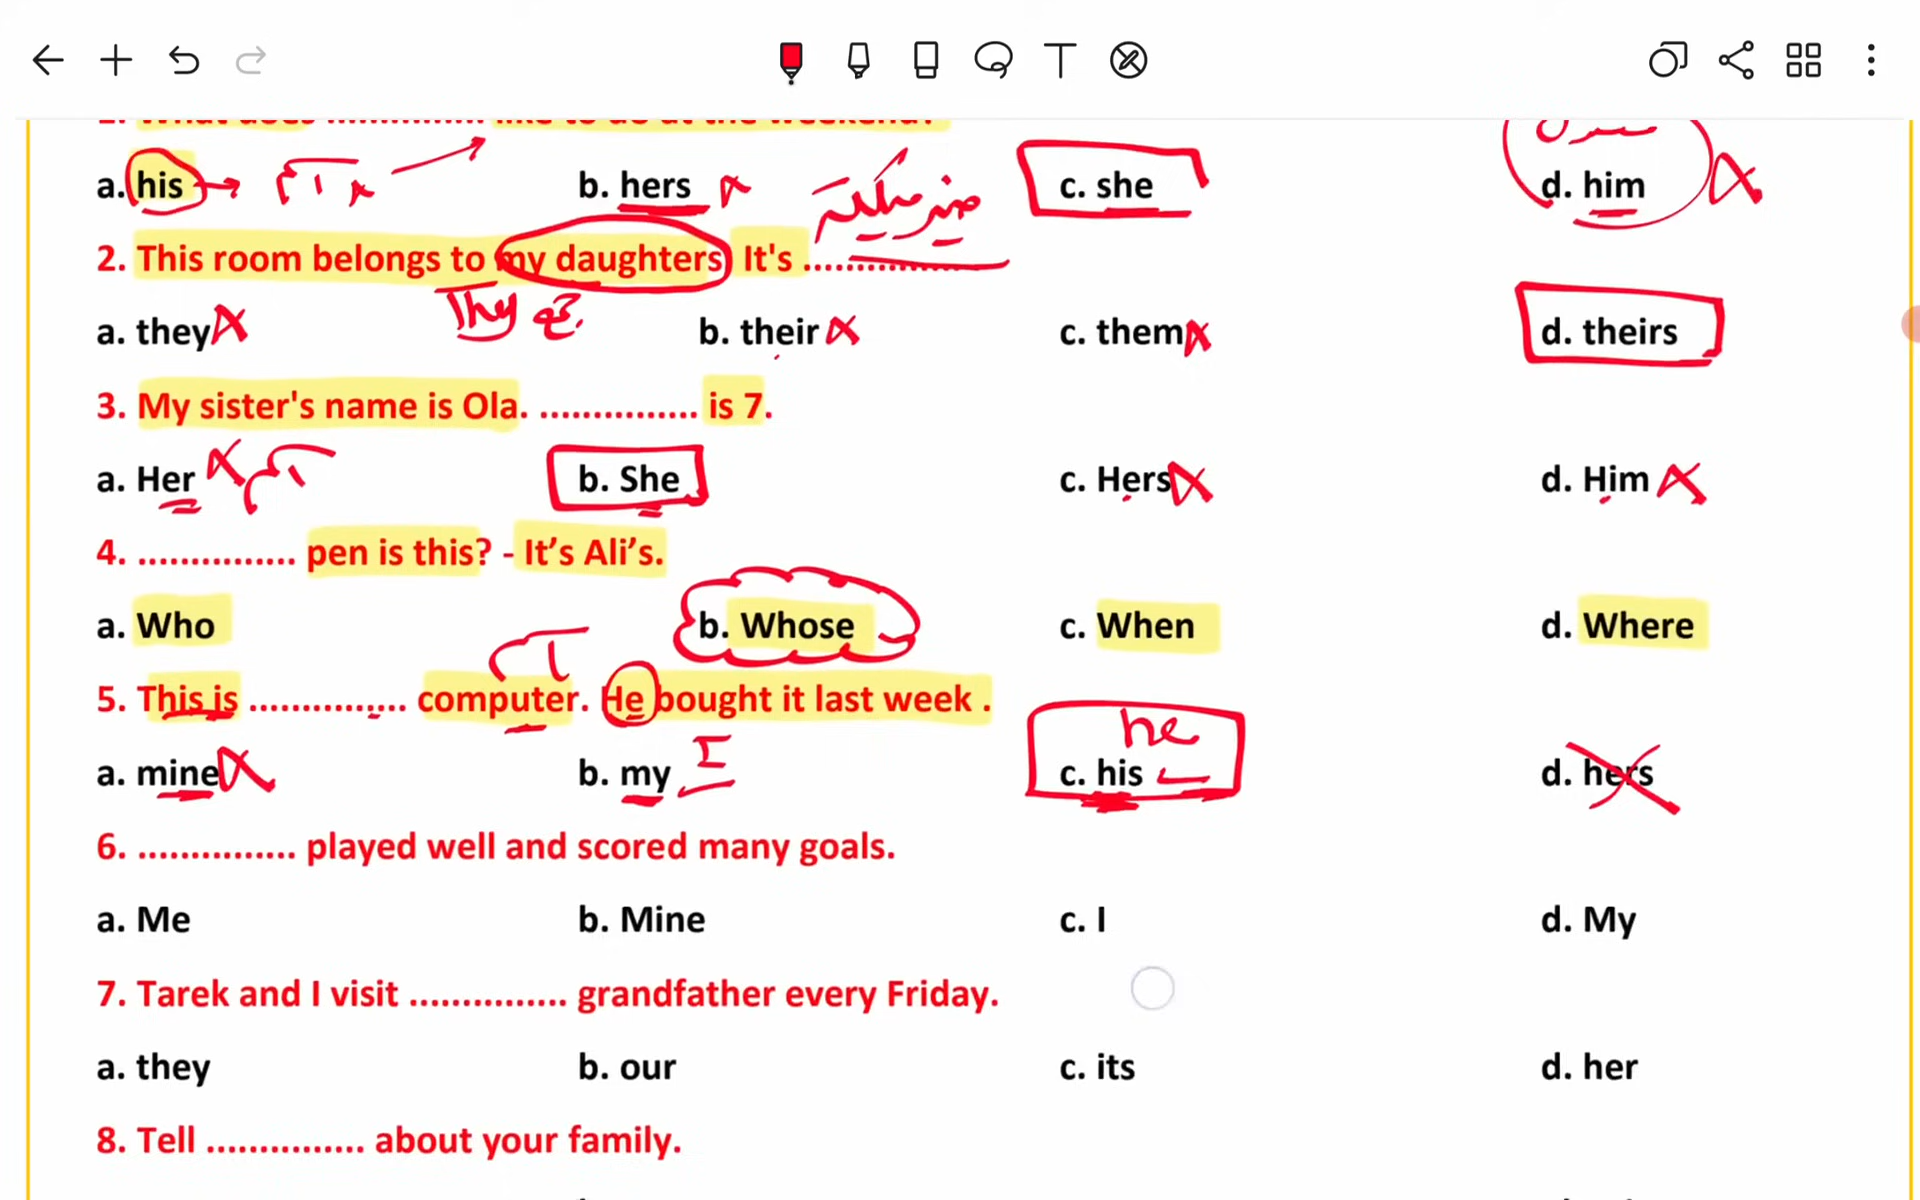 a. his b. hers c. she d. him
2. This room belongs to my daughters It's ..................
They
a. they b. their c. them d. theirs
3. My sister's name is Ola. ............... is 7.
a. Her b. She c. Hers d. Him
4. ............... pen is this? - It’s Ali’s.
a. Who b. Whose c. When d. Where
5. This is ............... computer. He bought it last week .
I he
a. mine b. my c. his d. hers
6. ............... played well and scored many goals.
a. Me b. Mine c. I d. My
7. Tarek and I visit ............... grandfather every Friday.
a. they b. our c. its d. her
8. Tell ............... about your family.